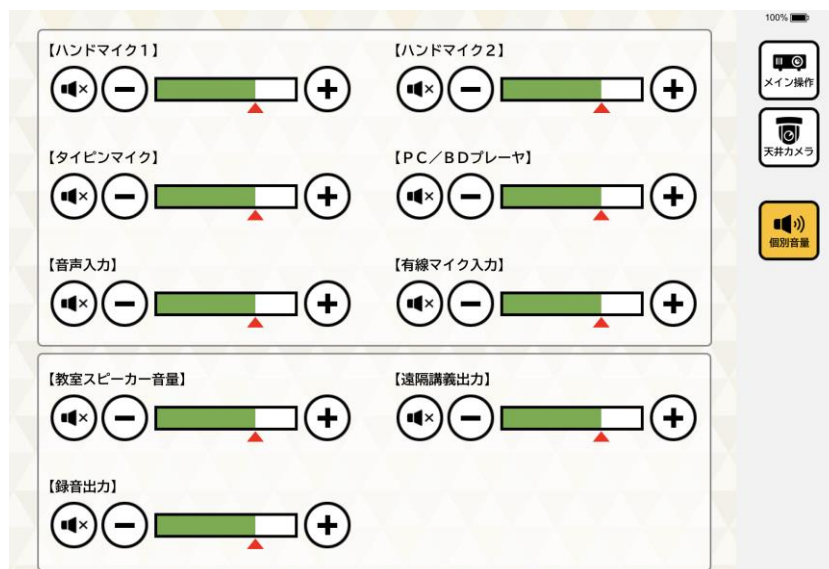 100%
【ハンドマイク１】
【ハンドマイク２】
メイン操作
天井カメラ
【タイピンマイク】
【ＰＣ／ＢＤプレーヤ】
個別音量
【音声入力】
【有線マイク入力】
【教室スピーカー音量】
【遠隔講義出力】
【録音出力】